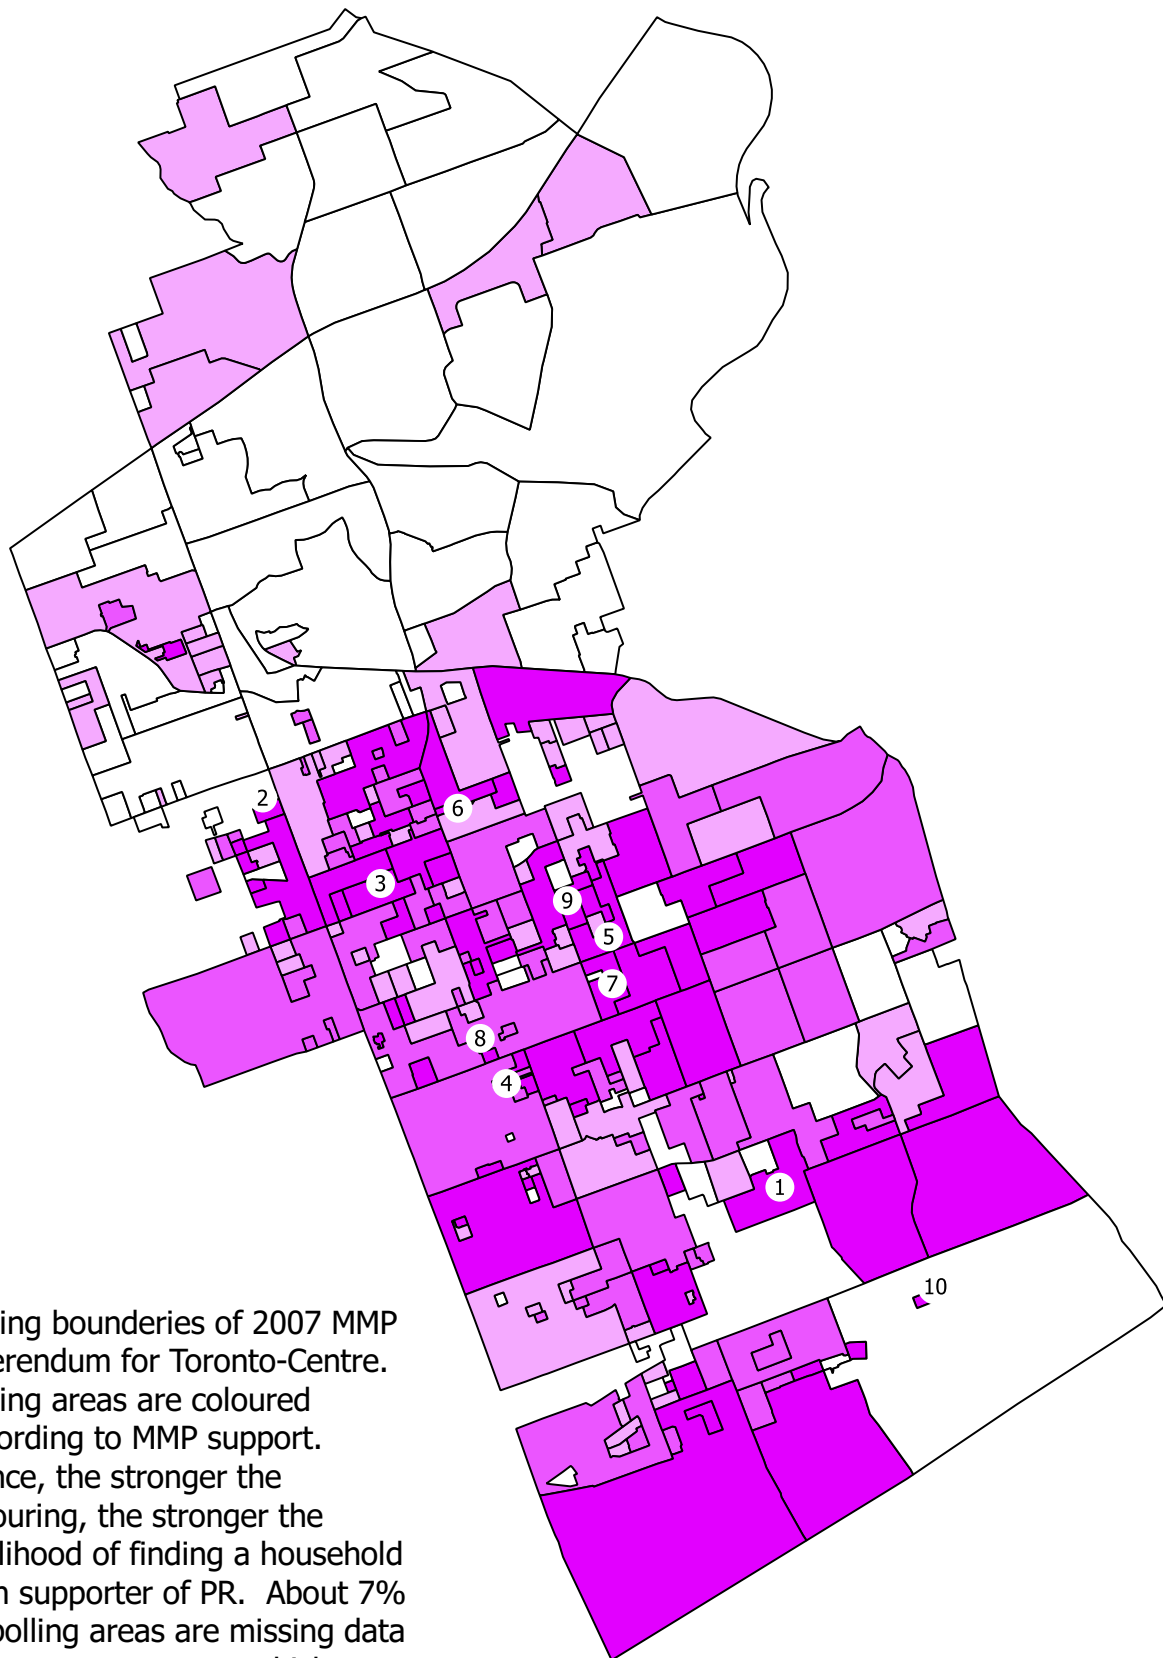 2
6
3
9
5
7
8
4
1
10
ing bounderies of 2007 MMP
erendum for Toronto-Centre.
ing areas are coloured
ording to MMP support.
nce, the stronger the
ouring, the stronger the
lihood of finding a household
n supporter of PR. About 7%
polling areas are missing data